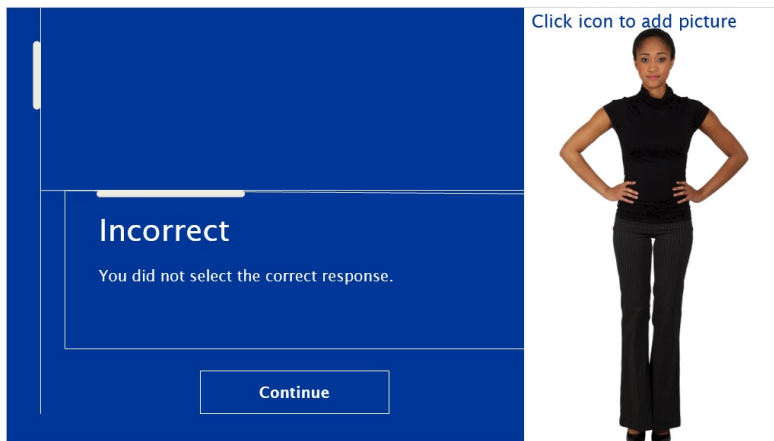 Click icon to add picture
Incorrect
You did not select the correct response.
Continue